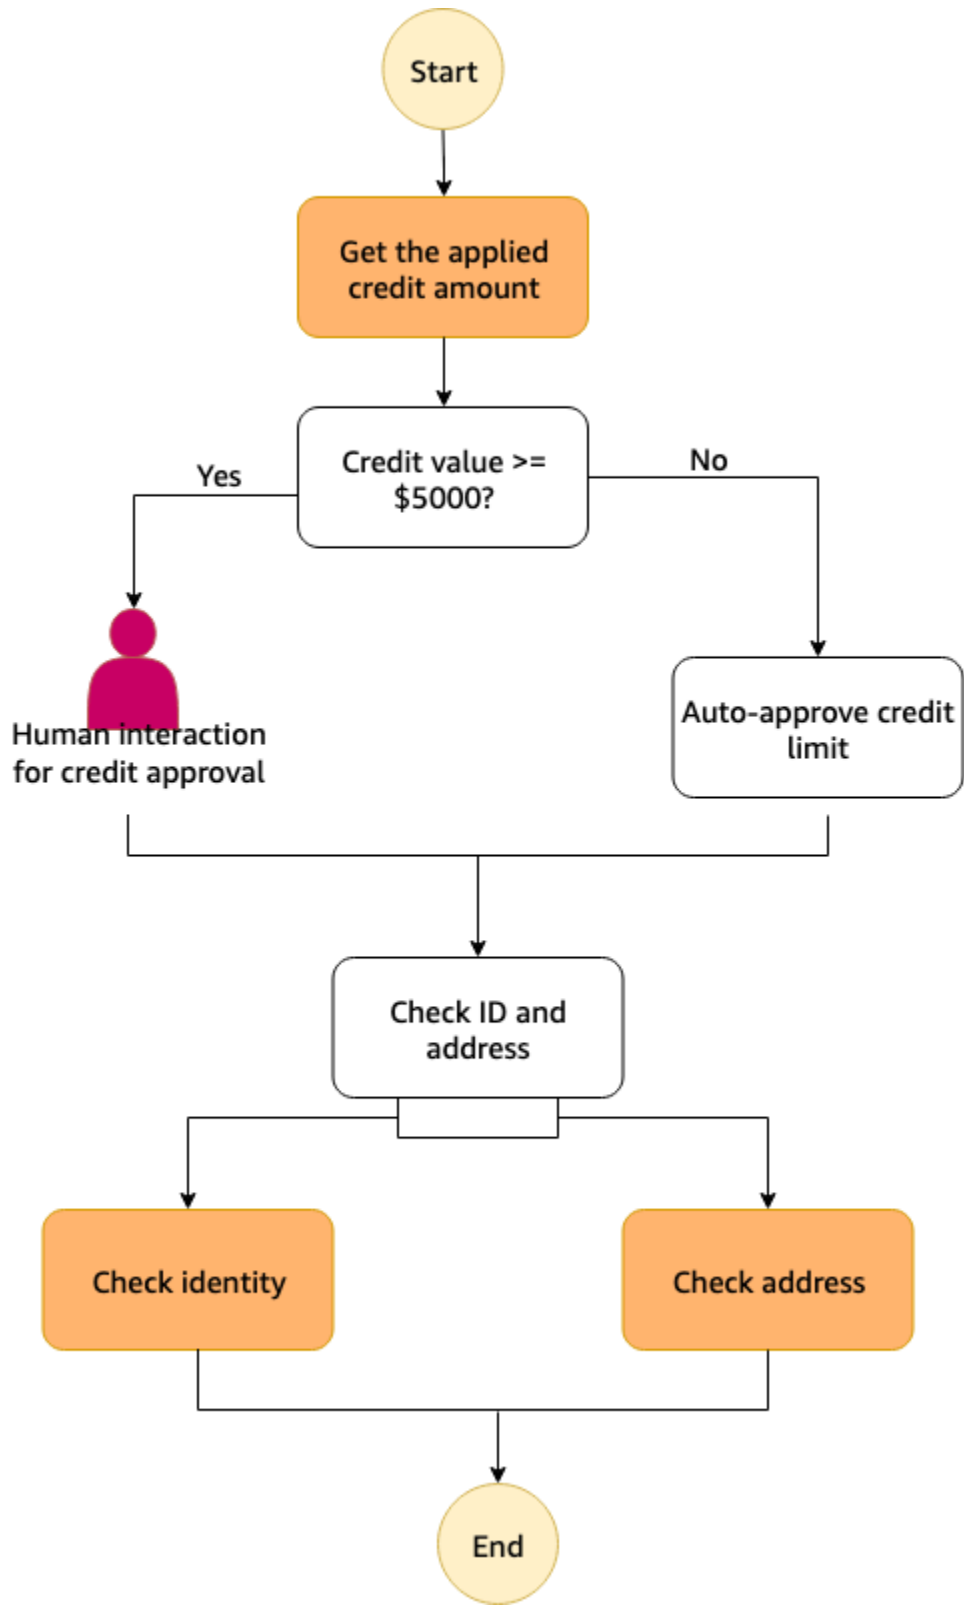 Start
Get the applied
credit amount
Credit value >=
$5000?
Yes
No
Human interaction
for credit approval
Auto-approve credit
limit
Check ID and
address
Check identity
Check address
End